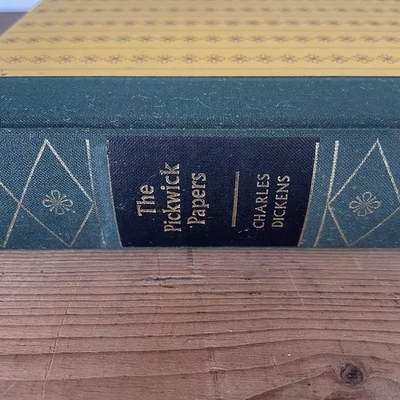 The
Pickwick
Papers
CHARLES
DICKENS